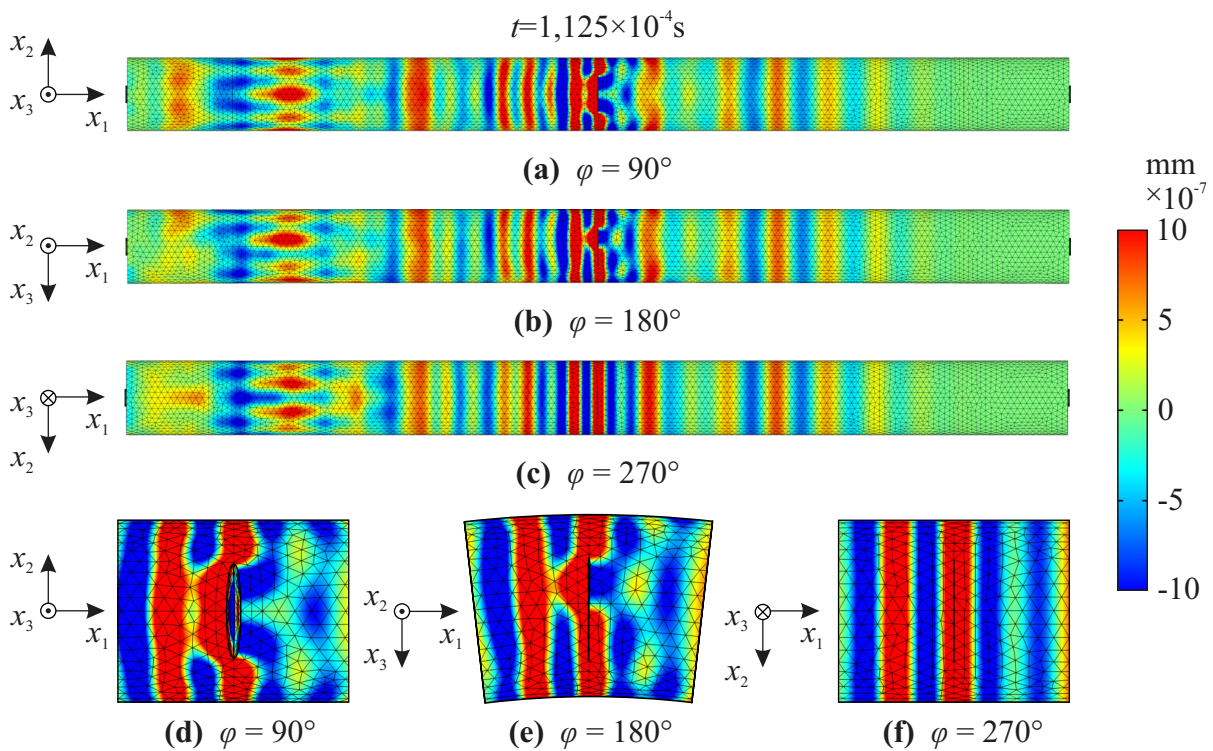 t=1,125×10⁻⁴s
x₂
x₃
x₁
(a) φ = 90°
x₂
x₁
x₃
(b) φ = 180°
x₃
x₁
x₂
(c) φ = 270°
mm
×10⁻⁷
10
5
0
-5
-10
x₂
x₃
x₁
(d) φ = 90°
x₂
x₁
x₃
(e) φ = 180°
x₃
x₁
x₂
(f) φ = 270°